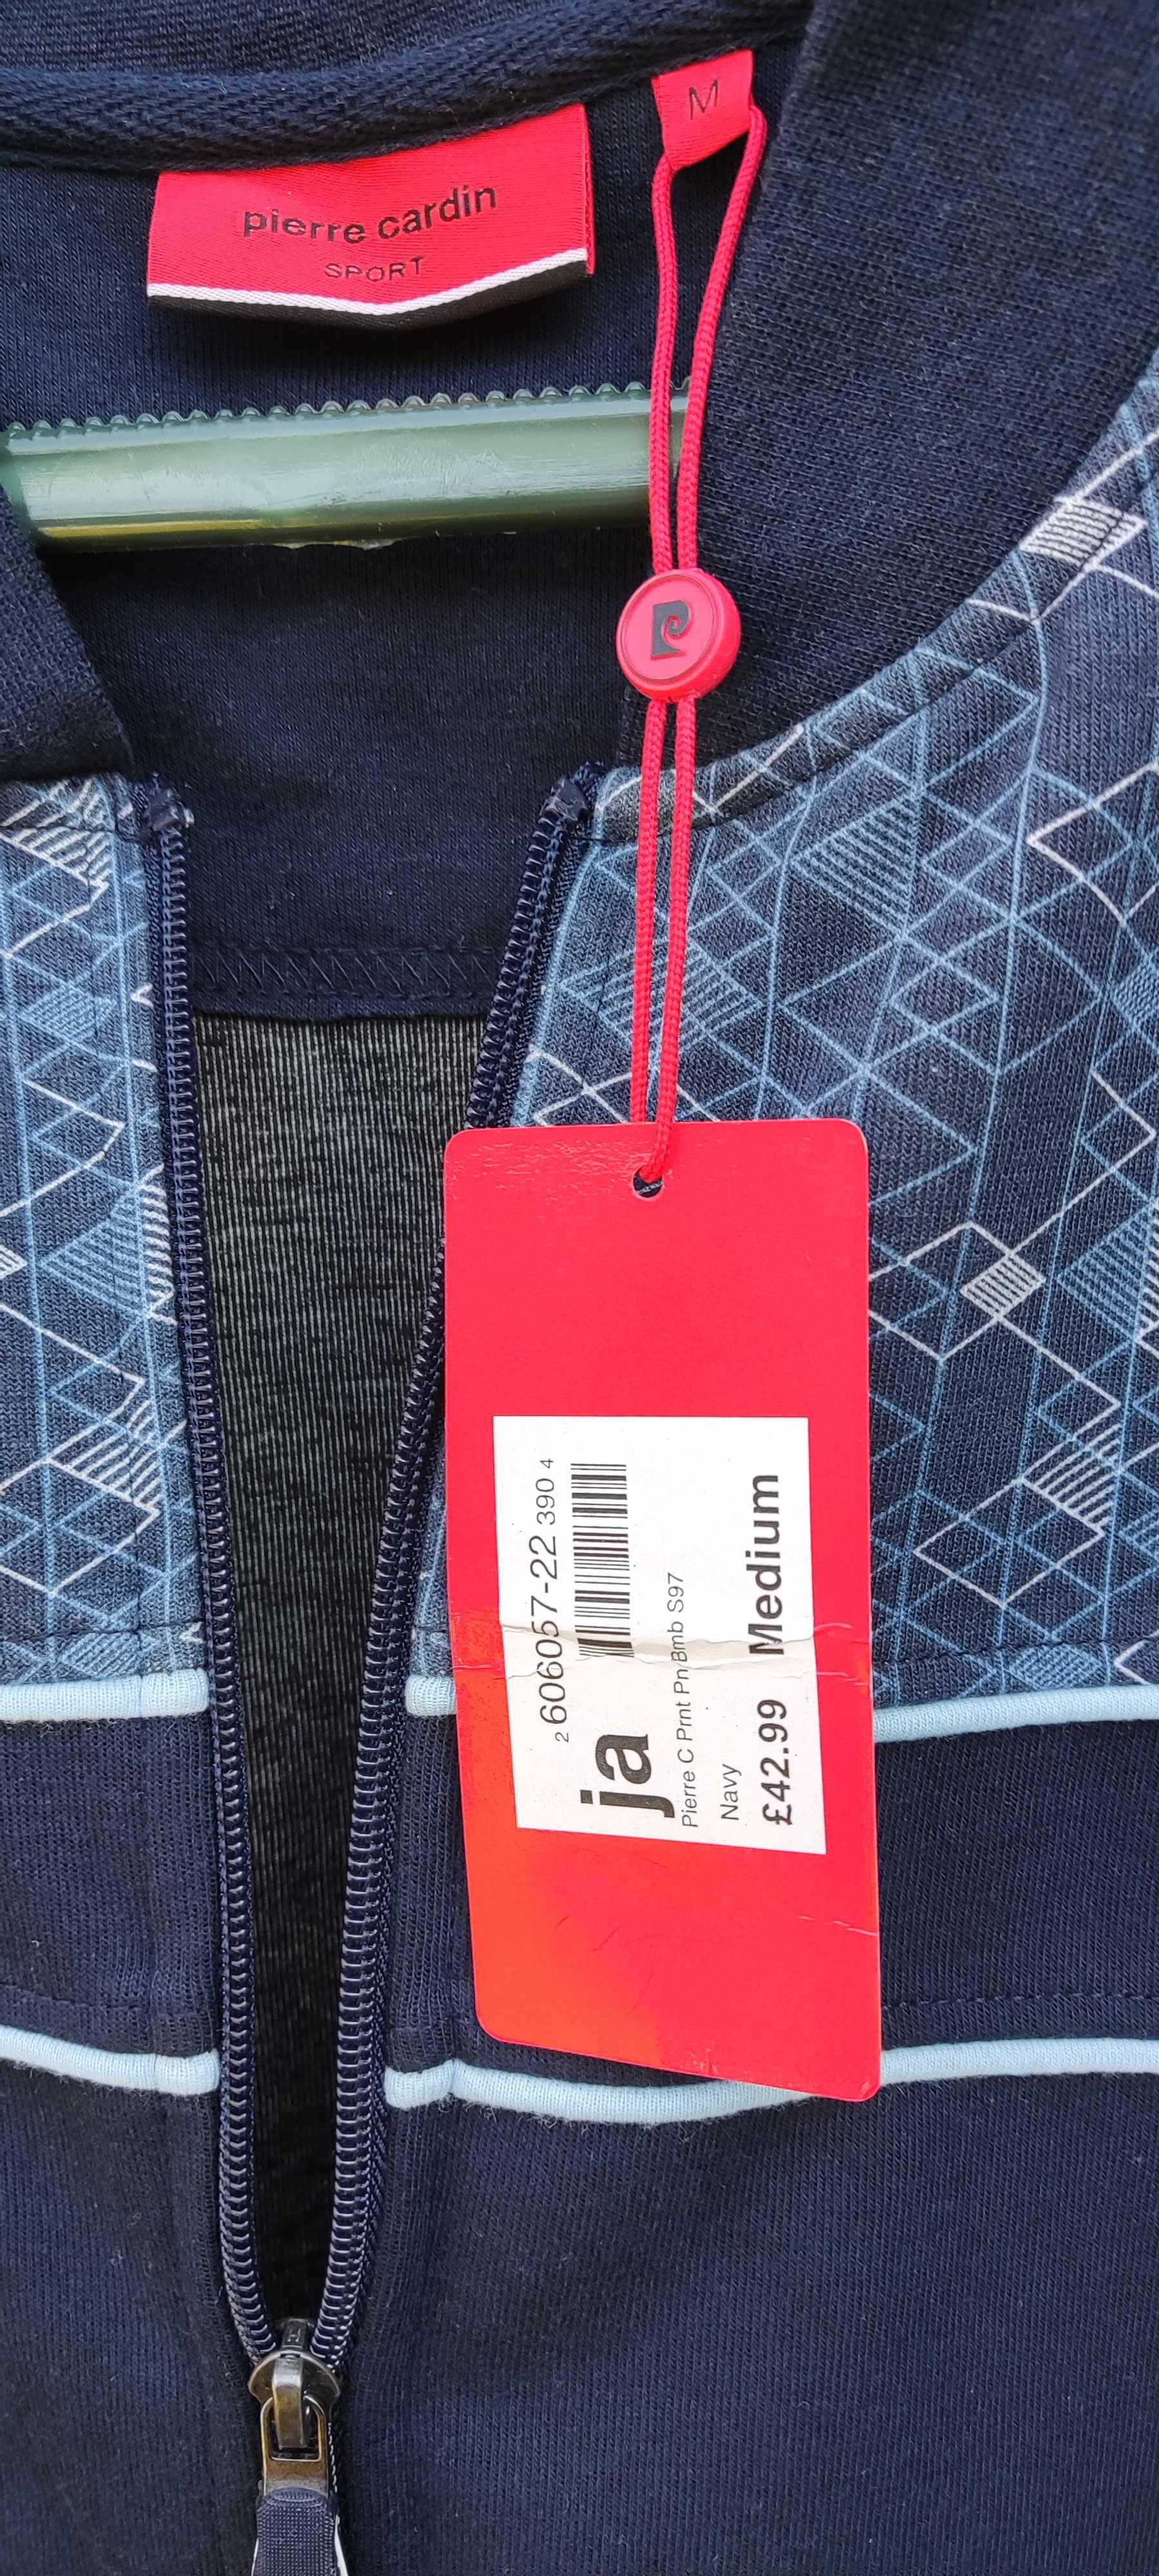 M
pierre cardin
SPORT
2 606057-22 390 4
ja
Pierre C Prnt Pn Bmb S97
Navy
£42.99 Medium